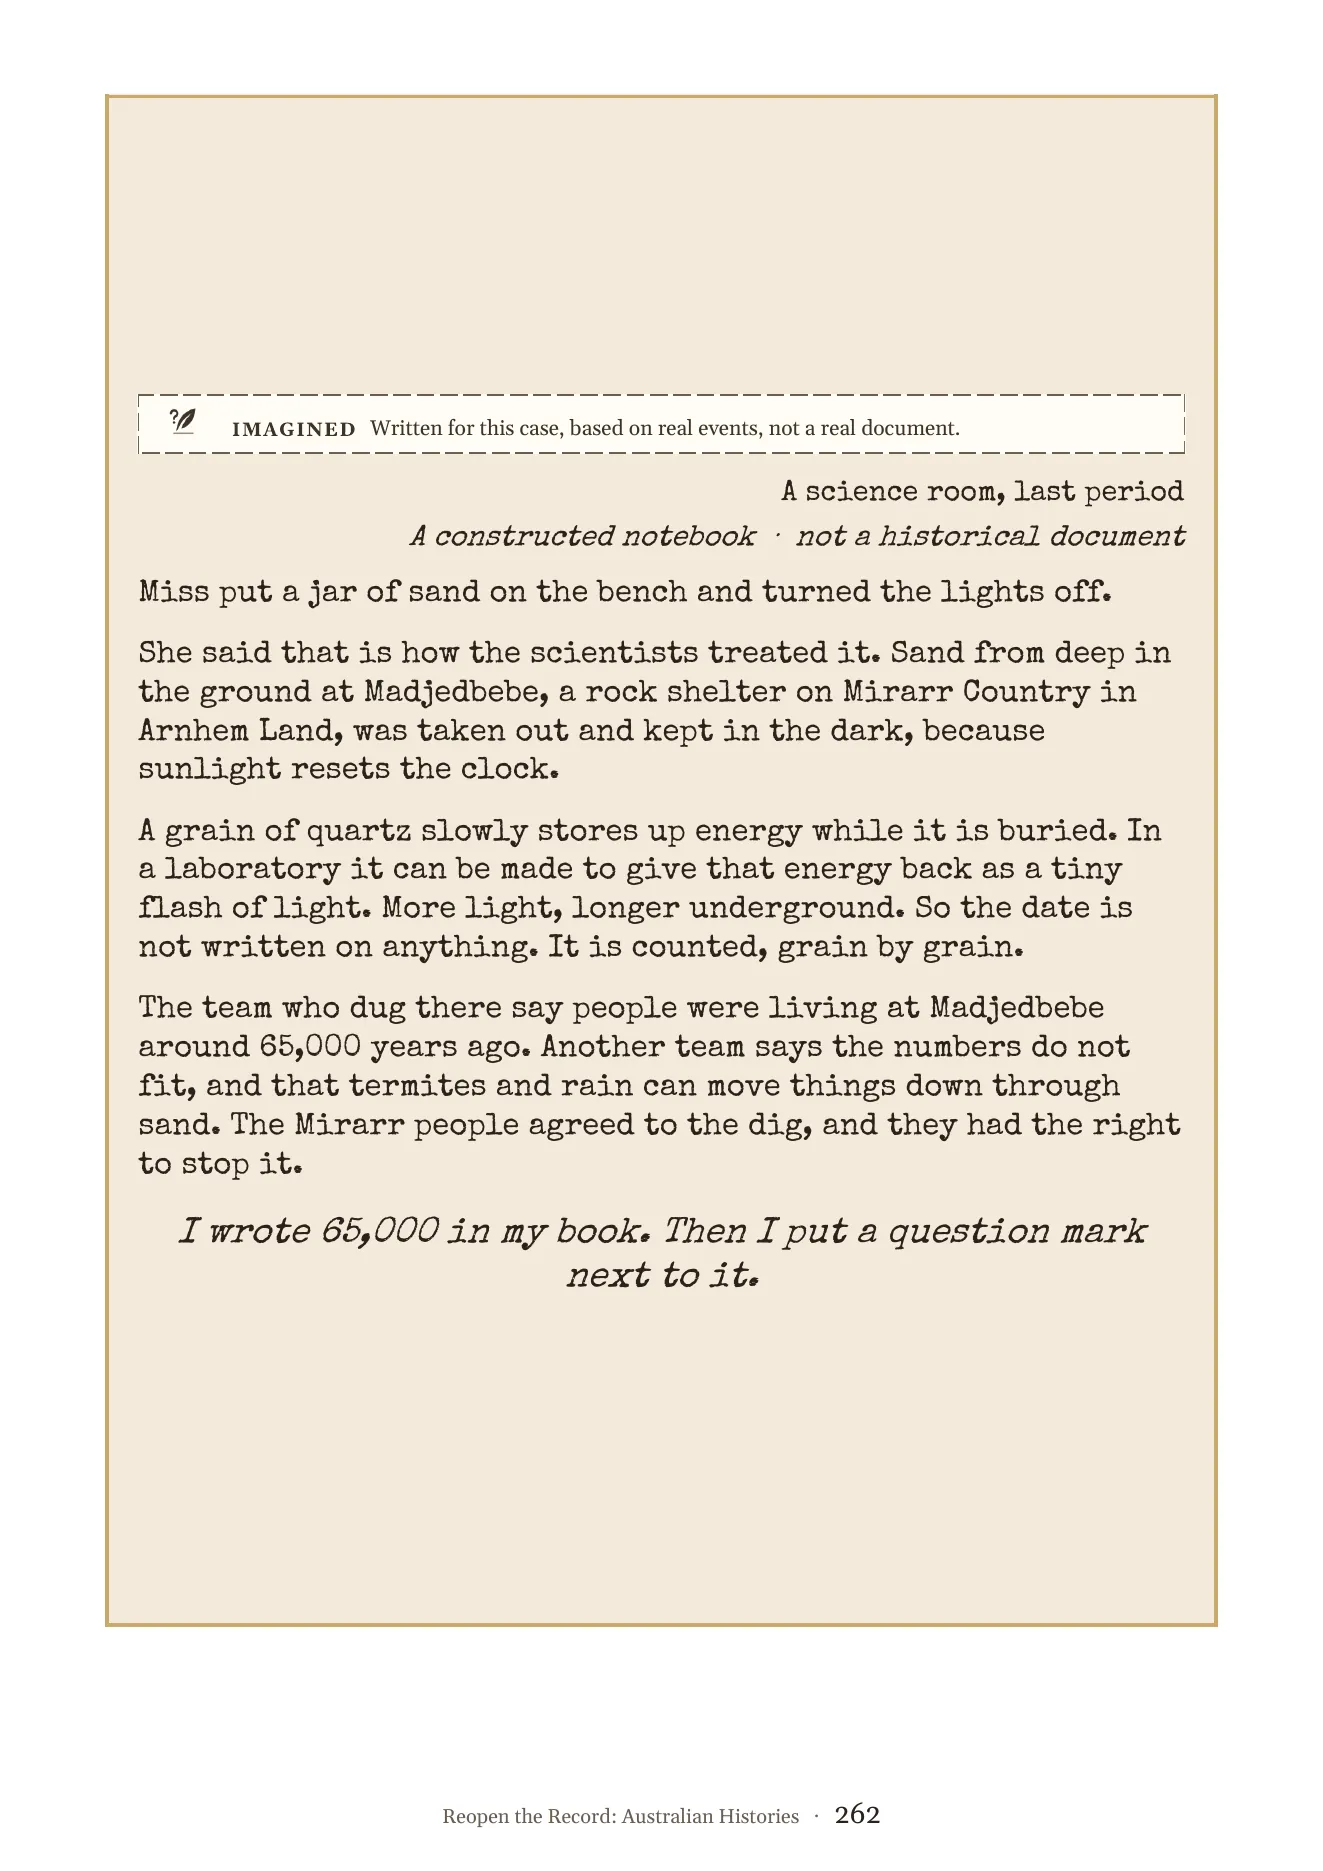 IMAGINED Written for this case, based on real events, not a real document.
A science room, last period
A constructed notebook · not a historical document
Miss put a jar of sand on the bench and turned the lights off.
She said that is how the scientists treated it. Sand from deep in
the ground at Madjedbebe, a rock shelter on Mirarr Country in
Arnhem Land, was taken out and kept in the dark, because
sunlight resets the clock.
A grain of quartz slowly stores up energy while it is buried. In
a laboratory it can be made to give that energy back as a tiny
flash of light. More light, longer underground. So the date is
not written on anything. It is counted, grain by grain.
The team who dug there say people were living at Madjedbebe
around 65,000 years ago. Another team says the numbers do not
fit, and that termites and rain can move things down through
sand. The Mirarr people agreed to the dig, and they had the right
to stop it.
I wrote 65,000 in my book. Then I put a question mark
next to it.
Reopen the Record: Australian Histories · 262